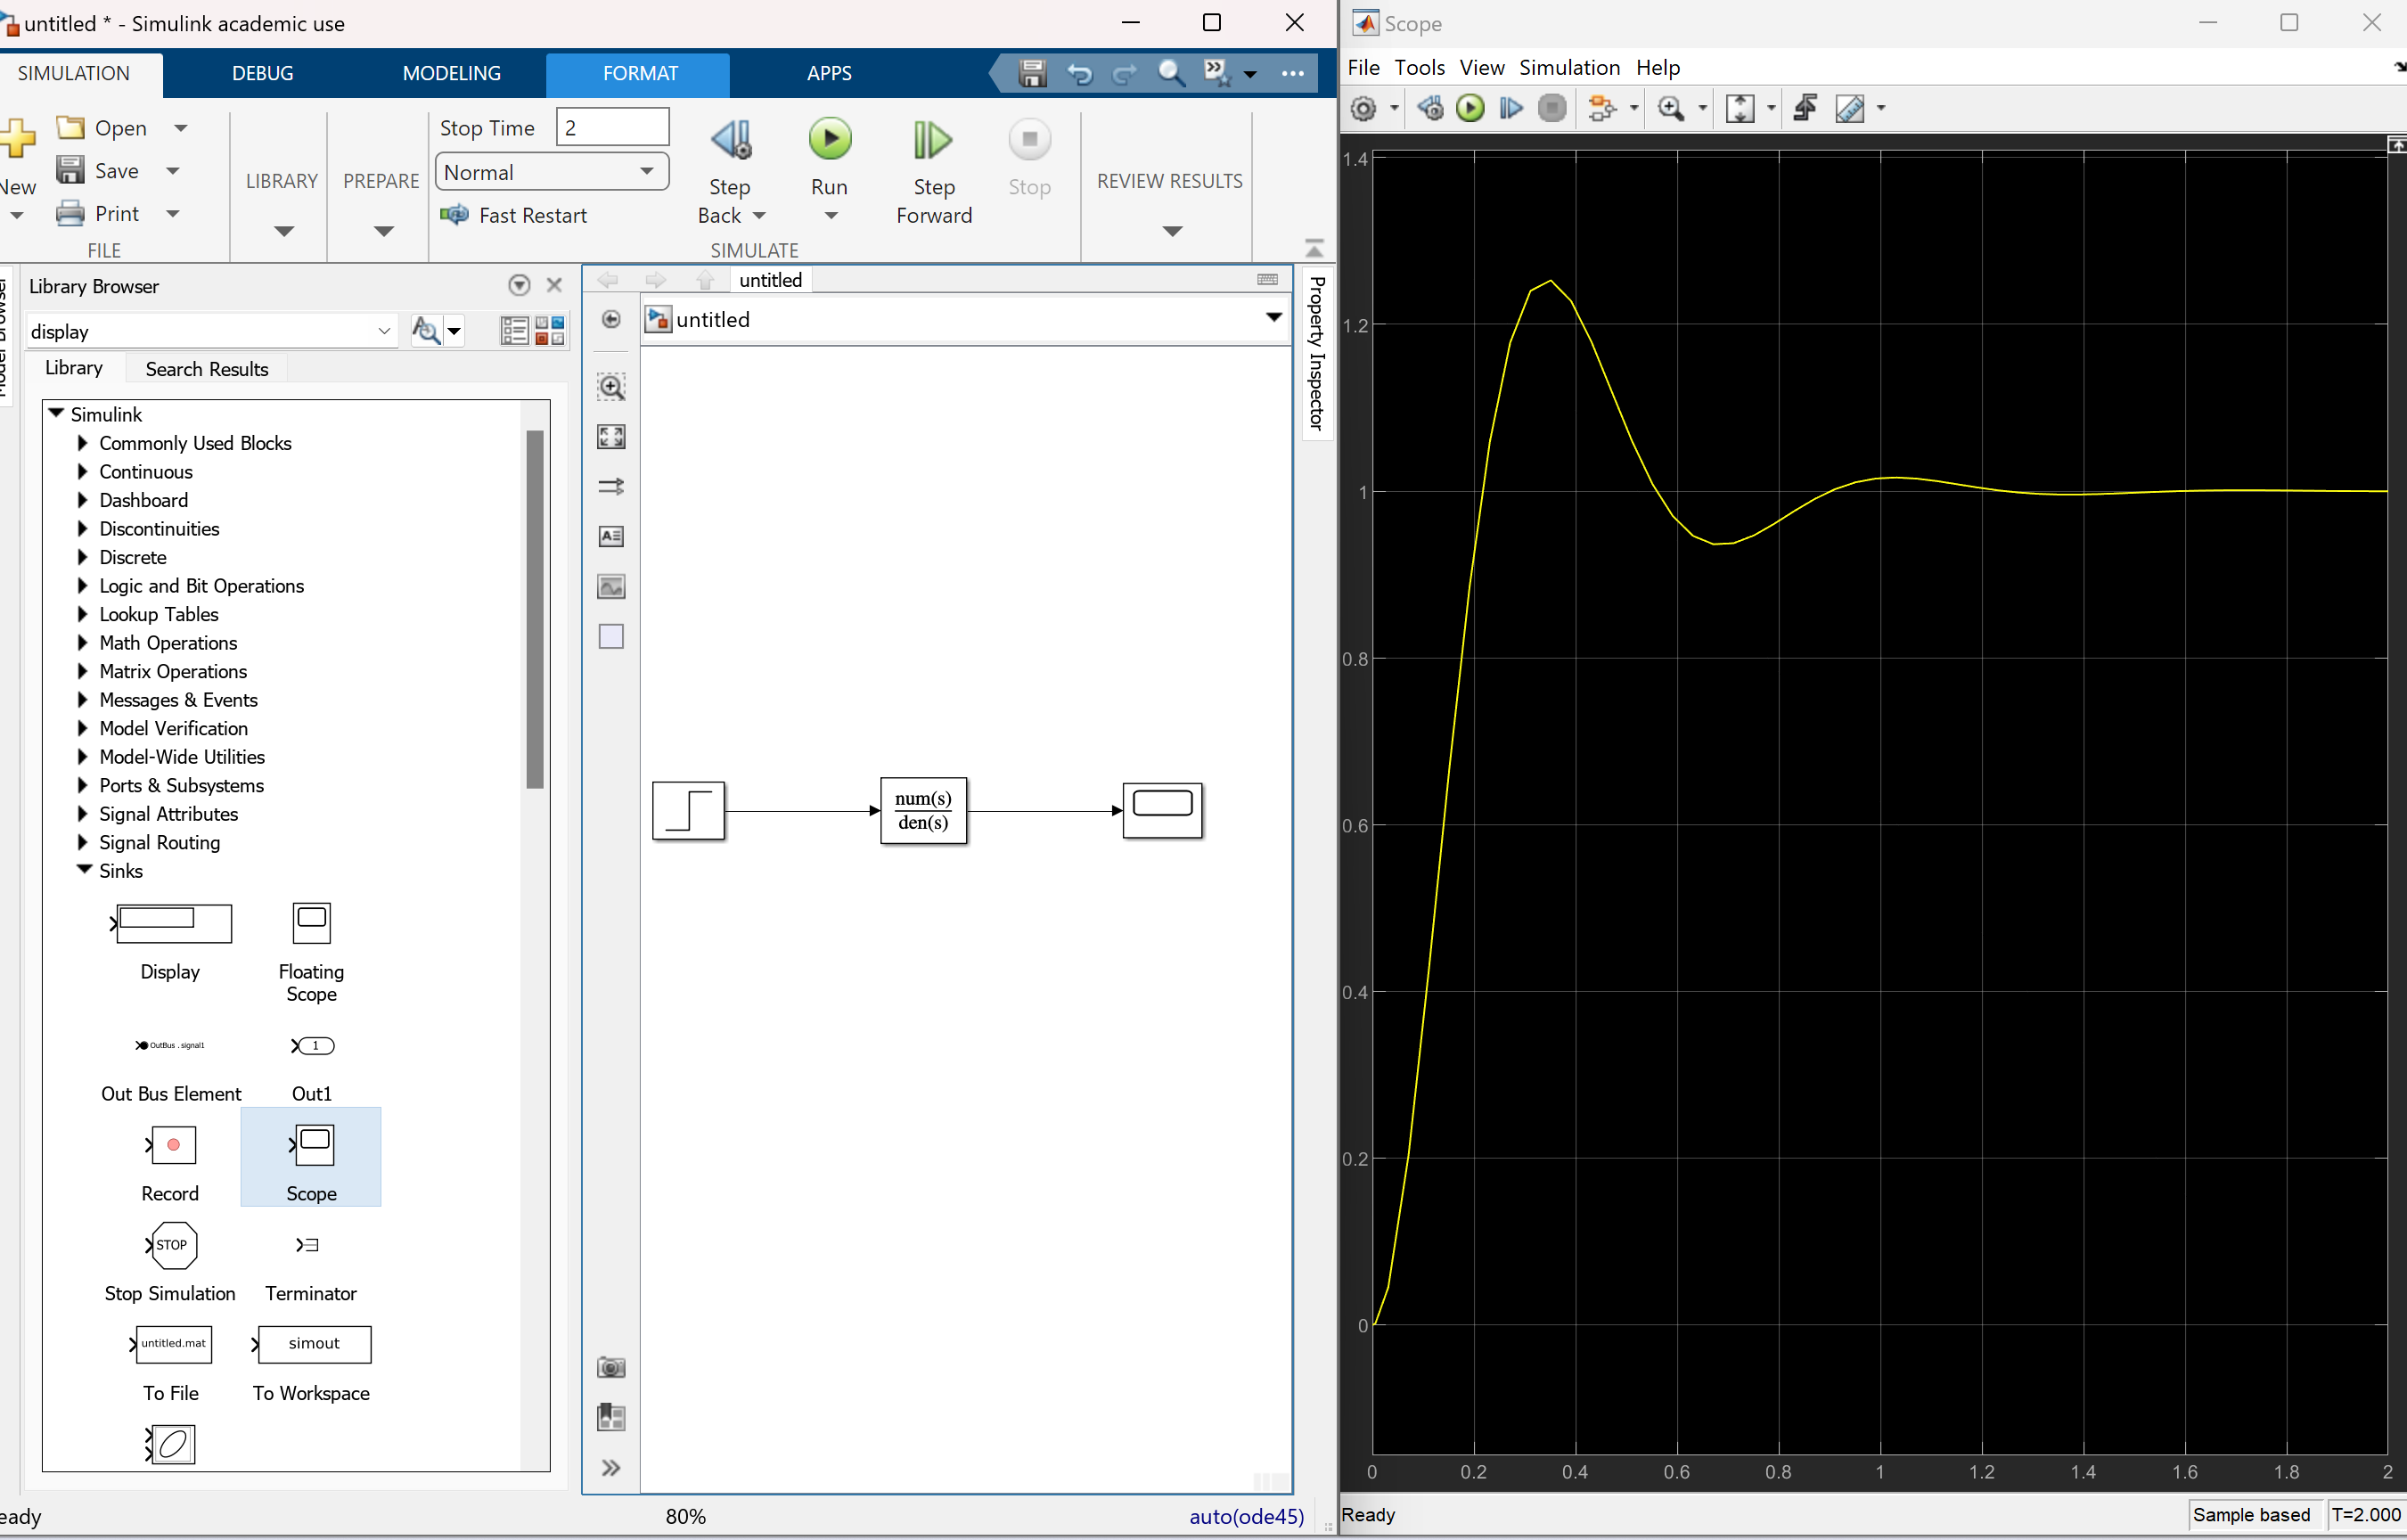 untitled * - Simulink academic use
SIMULATION
DEBUG
MODELING
FORMAT
APPS
New
Open
Save
Print
FILE
LIBRARY
PREPARE
Stop Time
2
Normal
Fast Restart
Step
Back
Run
Step
Forward
Stop
SIMULATE
REVIEW RESULTS
Library Browser
display
Library
Search Results
Simulink
Commonly Used Blocks
Continuous
Dashboard
Discontinuities
Discrete
Logic and Bit Operations
Lookup Tables
Math Operations
Matrix Operations
Messages & Events
Model Verification
Model-Wide Utilities
Ports & Subsystems
Signal Attributes
Signal Routing
Sinks
Display
Floating
Scope
OutBus . signal1
1
Out Bus Element
Out1
Record
Scope
STOP
Stop Simulation
Terminator
untitled.mat
simout
To File
To Workspace
untitled
untitled
num(s)
den(s)
Property Inspector
eady
80%
auto(ode45)
Scope
File
Tools
View
Simulation
Help
1.4
1.2
1
0.8
0.6
0.4
0.2
0
0
0.2
0.4
0.6
0.8
1
1.2
1.4
1.6
1.8
2
Ready
Sample based
T=2.000